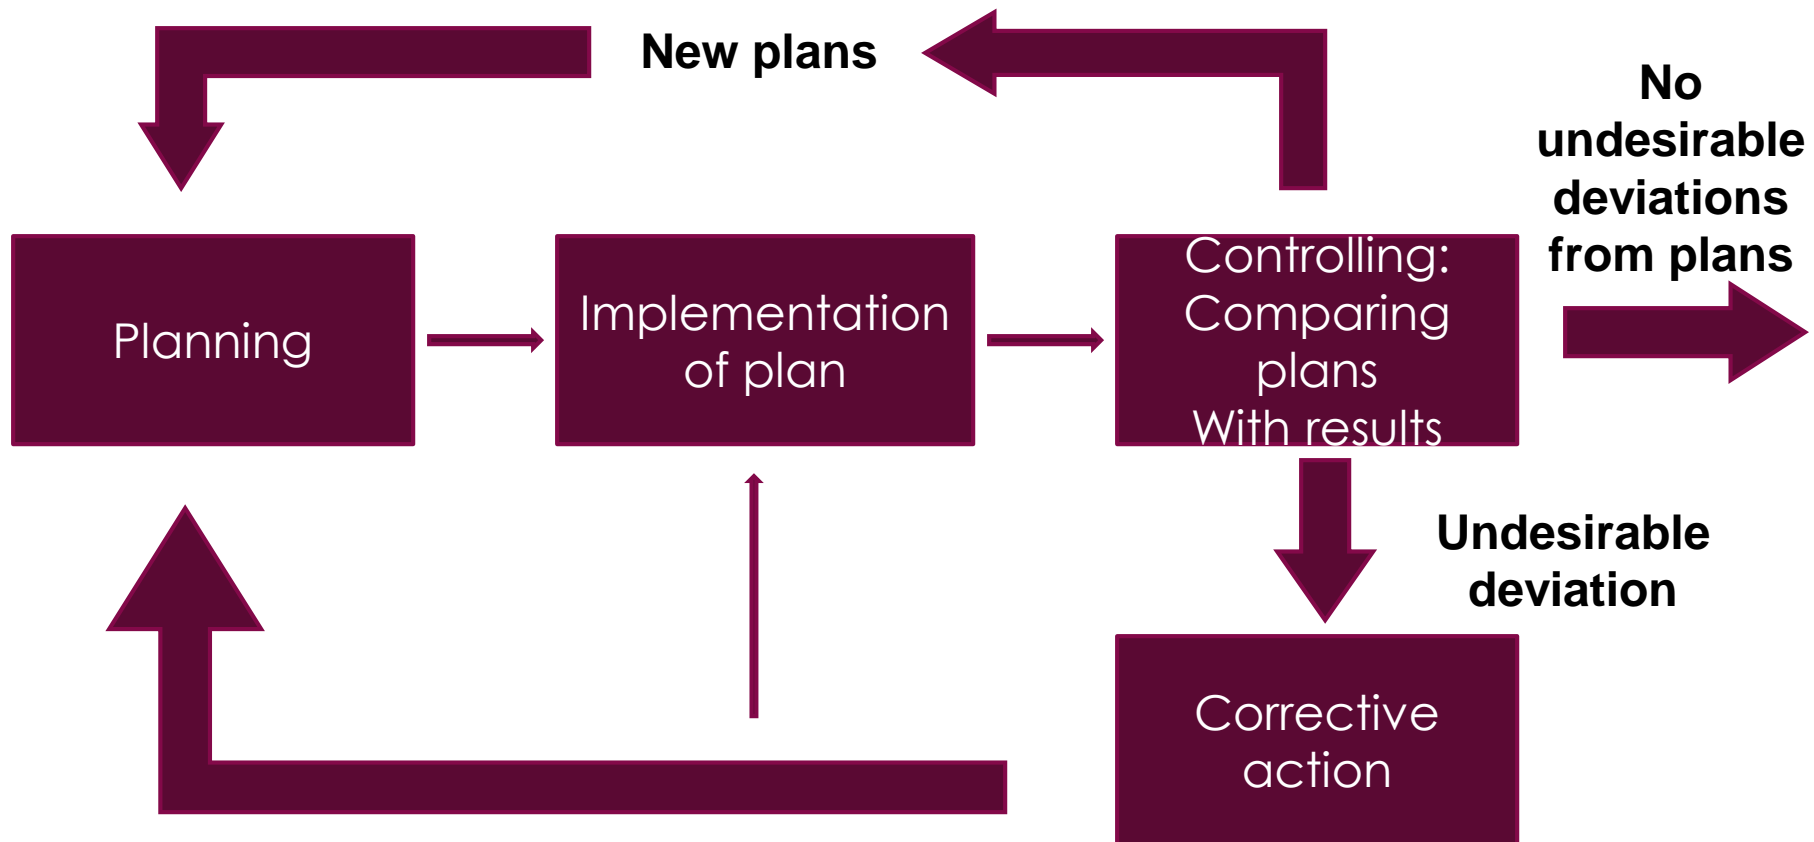 New plans
No
undesirable
deviations
from plans
Planning
Implementation
of plan
Controlling:
Comparing
plans
With results
Undesirable
deviation
Corrective
action